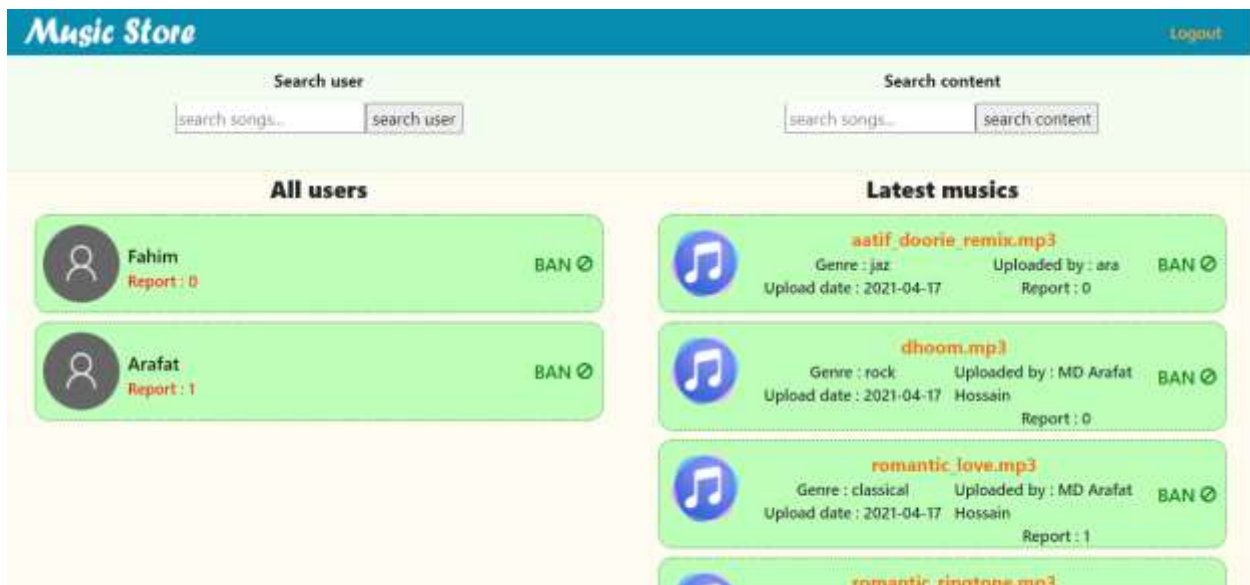 Music Store
Logout
Search user
search songs...
search user
Search content
search songs...
search content
All users
Fahim
Report : 0
BAN
Arafat
Report : 1
BAN
Latest musics
aatif_doorie_remix.mp3
Genre : jaz
Uploaded by : ara
Upload date : 2021-04-17
Report : 0
BAN
dhoom.mp3
Genre : rock
Uploaded by : MD Arafat
Upload date : 2021-04-17
Hossain
Report : 0
BAN
romantic_love.mp3
Genre : classical
Uploaded by : MD Arafat
Upload date : 2021-04-17
Hossain
Report : 1
BAN
romantic_ringtone.mp3